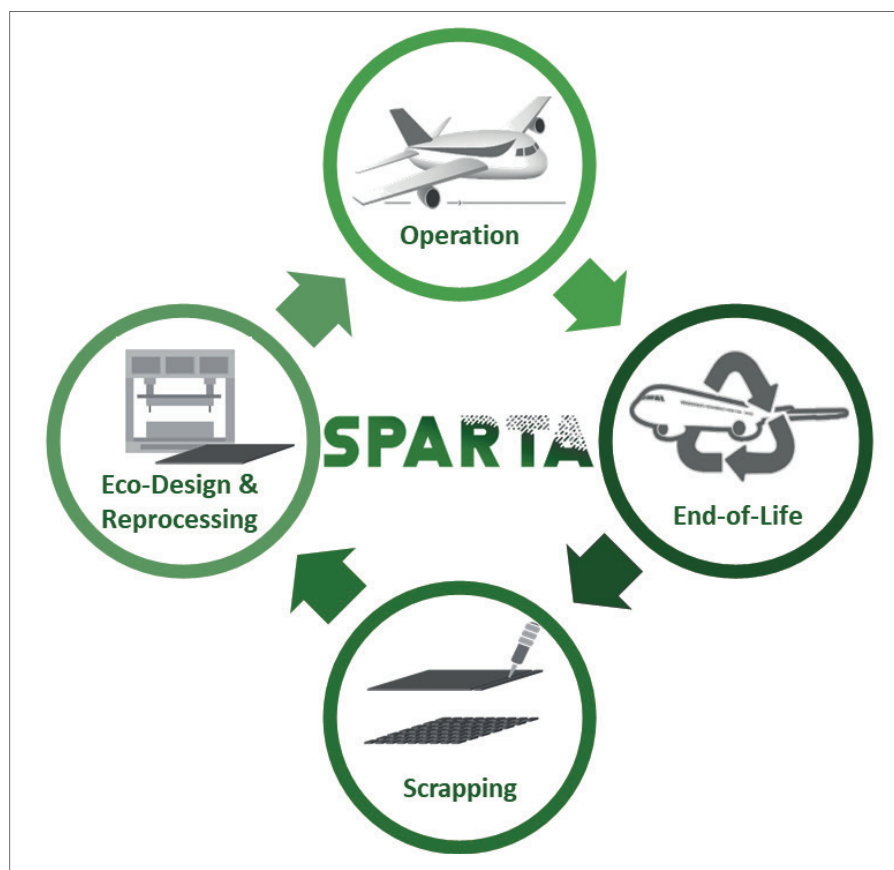 Operation
SPARTA
Eco-Design &
Reprocessing
End-of-Life
Scrapping